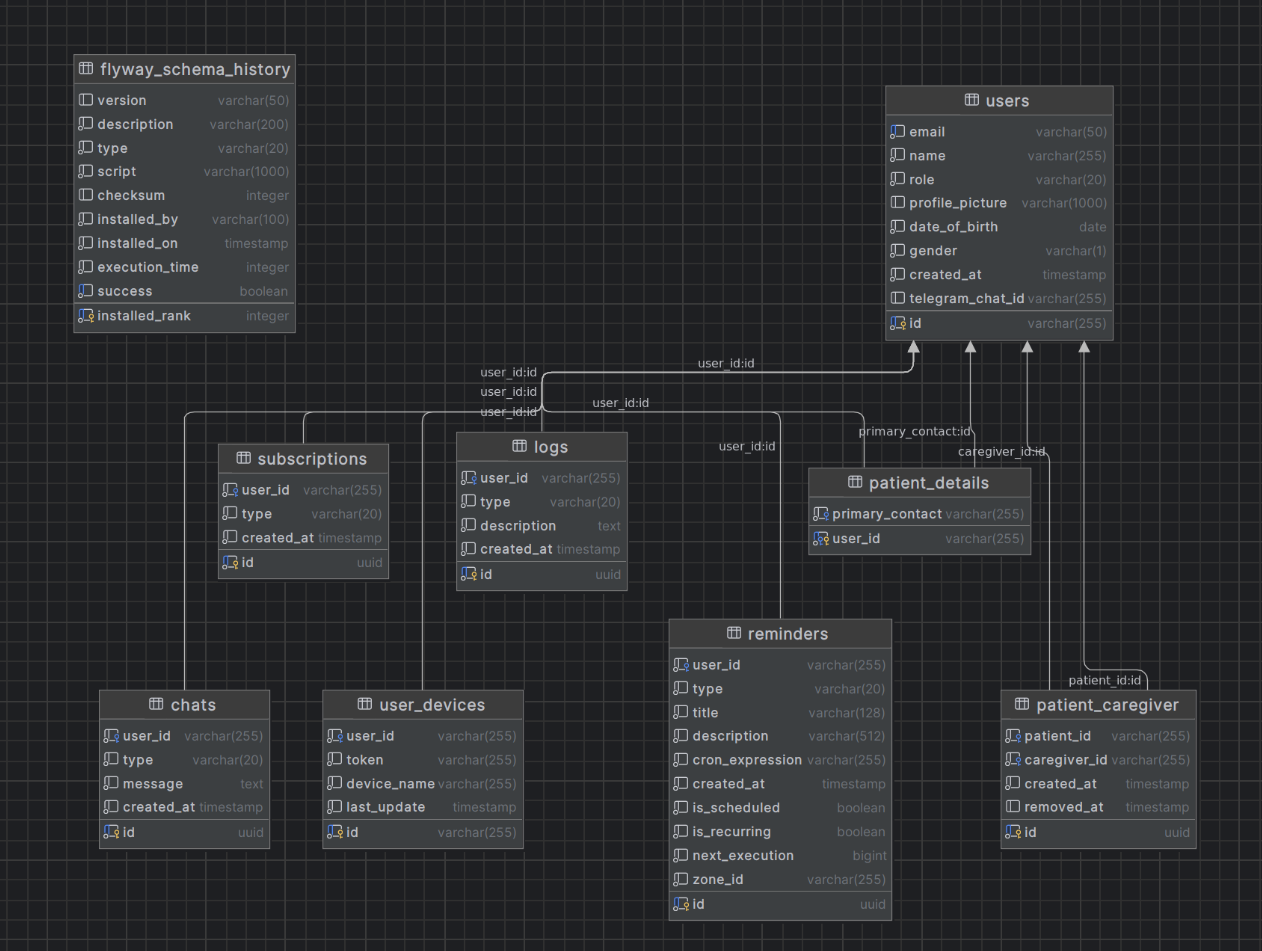 flyway_schema_history
version varchar(50)
description varchar(200)
type varchar(20)
script varchar(1000)
checksum integer
installed_by varchar(100)
installed_on timestamp
execution_time integer
success boolean
installed_rank integer
users
email varchar(50)
name varchar(255)
role varchar(20)
profile_picture varchar(1000)
date_of_birth date
gender varchar(1)
created_at timestamp
telegram_chat_id varchar(255)
id varchar(255)
user_id:id
user_id:id
user_id:id
user_id:id
user_id:id
user_id:id
primary_contact:id
caregiver_id:id
subscriptions
user_id varchar(255)
type varchar(20)
created_at timestamp
id uuid
logs
user_id varchar(255)
type varchar(20)
description text
created_at timestamp
id uuid
patient_details
primary_contact varchar(255)
user_id varchar(255)
reminders
user_id varchar(255)
type varchar(20)
title varchar(128)
description varchar(512)
cron_expression varchar(255)
created_at timestamp
is_scheduled boolean
is_recurring boolean
next_execution bigint
zone_id varchar(255)
id uuid
chats
user_id varchar(255)
type varchar(20)
message text
created_at timestamp
id uuid
user_devices
user_id varchar(255)
token varchar(255)
device_name varchar(255)
last_update timestamp
id varchar(255)
patient_id:id
patient_caregiver
patient_id varchar(255)
caregiver_id varchar(255)
created_at timestamp
removed_at timestamp
id uuid